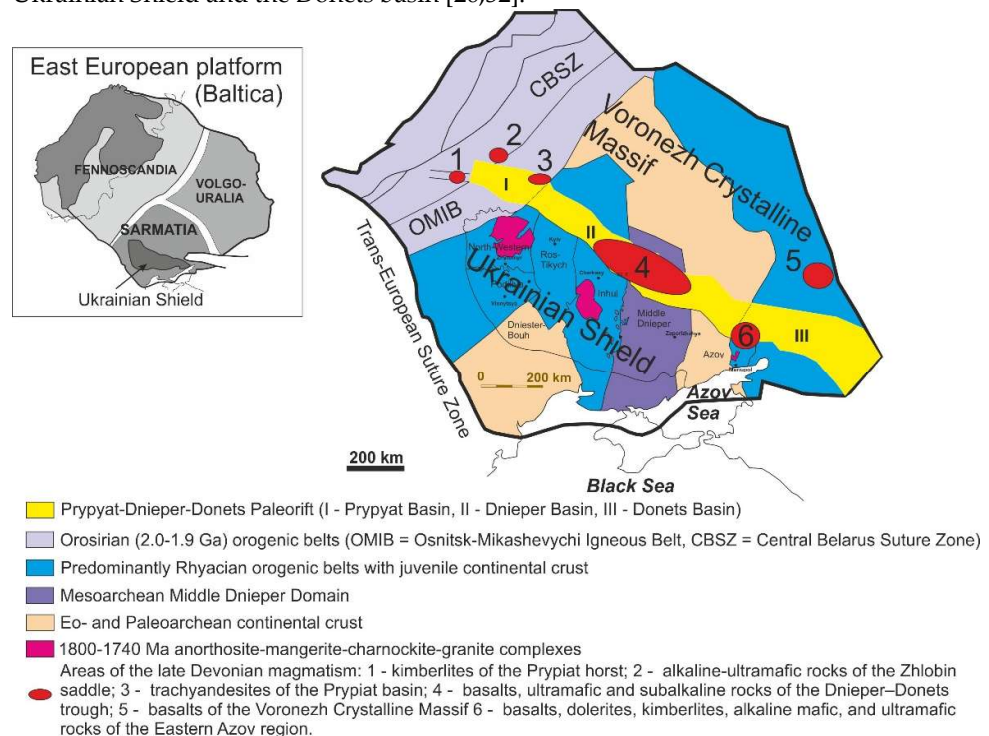 Ukrainian Shield and the Donets basin [26,32].
East European platform
(Baltica)
FENNOSCANDIA
VOLGO-
URALIA
SARMATIA
Ukrainian Shield
CBSZ
Voronezh Crystalline
Massif
1
2
3
I
OMIB
II
4
5
6
III
Trans-European Suture Zone
Ukrainian Shield
North-Western
Ros-
Tikych
Inhul
Middle
Dnieper
Azov
Dniester-
Bouh
0 200 km
Azov
Sea
200 km
Black Sea
Prypyat-Dnieper-Donets Paleorift (I - Prypyat Basin, II - Dnieper Basin, III - Donets Basin)
Orosirian (2.0-1.9 Ga) orogenic belts (OMIB = Osnitsk-Mikashevychi Igneous Belt, CBSZ = Central Belarus Suture Zone)
Predominantly Rhyacian orogenic belts with juvenile continental crust
Mesoarchean Middle Dnieper Domain
Eo- and Paleoarchean continental crust
1800-1740 Ma anorthosite-mangerite-charnockite-granite complexes
Areas of the late Devonian magmatism: 1 - kimberlites of the Prypiat horst; 2 - alkaline-ultramafic rocks of the Zhlobin
saddle; 3 - trachyandesites of the Prypiat basin; 4 - basalts, ultramafic and subalkaline rocks of the Dnieper–Donets
trough; 5 - basalts of the Voronezh Crystalline Massif 6 - basalts, dolerites, kimberlites, alkaline mafic, and ultramafic
rocks of the Eastern Azov region.